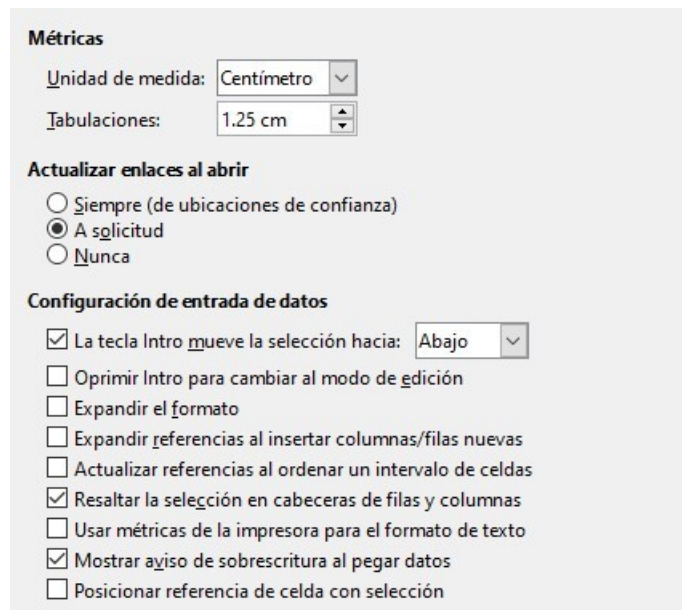 Métricas
Unidad de medida: Centímetro
Tabulaciones: 1.25 cm
Actualizar enlaces al abrir
Siempre (de ubicaciones de confianza)
A solicitud
Nunca
Configuración de entrada de datos
La tecla Intro mueve la selección hacia: Abajo
Oprimir Intro para cambiar al modo de edición
Expandir el formato
Expandir referencias al insertar columnas/filas nuevas
Actualizar referencias al ordenar un intervalo de celdas
Resaltar la selección en cabeceras de filas y columnas
Usar métricas de la impresora para el formato de texto
Mostrar aviso de sobrescritura al pegar datos
Posicionar referencia de celda con selección